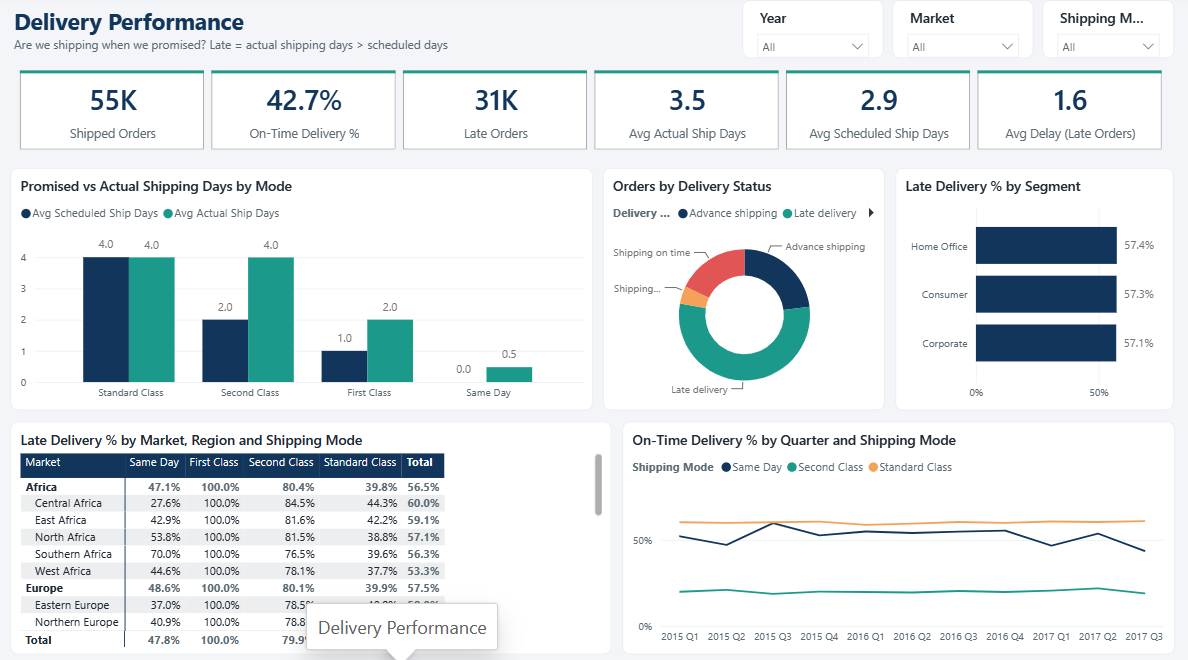 Delivery Performance
Are we shipping when we promised? Late = actual shipping days > scheduled days
Year
All
Market
All
Shipping M...
All
55K
Shipped Orders
42.7%
On-Time Delivery %
31K
Late Orders
3.5
Avg Actual Ship Days
2.9
Avg Scheduled Ship Days
1.6
Avg Delay (Late Orders)
Promised vs Actual Shipping Days by Mode
Avg Scheduled Ship Days Avg Actual Ship Days
4.0 4.0 4.0
2.0 2.0
1.0
0.0 0.5
4
3
2
1
0
Standard Class Second Class First Class Same Day
Orders by Delivery Status
Delivery ... Advance shipping Late delivery
Advance shipping
Shipping on time
Shipping...
Late delivery
Late Delivery % by Segment
Home Office 57.4%
Consumer 57.3%
Corporate 57.1%
0% 50%
Late Delivery % by Market, Region and Shipping Mode
Market Same Day First Class Second Class Standard Class Total
Africa 47.1% 100.0% 80.4% 39.8% 56.5%
Central Africa 27.6% 100.0% 84.5% 44.3% 60.0%
East Africa 42.9% 100.0% 81.6% 42.2% 59.1%
North Africa 53.8% 100.0% 81.5% 38.8% 57.1%
Southern Africa 70.0% 100.0% 76.5% 39.6% 56.3%
West Africa 44.6% 100.0% 78.1% 37.7% 53.3%
Europe 48.6% 100.0% 80.1% 39.9% 57.5%
Eastern Europe 37.0% 100.0%
Northern Europe 40.9% 100.0%
Total 47.8% 100.0%
Delivery Performance
On-Time Delivery % by Quarter and Shipping Mode
Shipping Mode Same Day Second Class Standard Class
50%
0%
2015 Q1 2015 Q2 2015 Q3 2015 Q4 2016 Q1 2016 Q2 2016 Q3 2016 Q4 2017 Q1 2017 Q2 2017 Q3